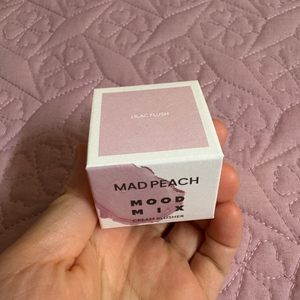 LILAC FLUSH
MAD PEACH
MOOD
MIX
CREAM BLUSHER